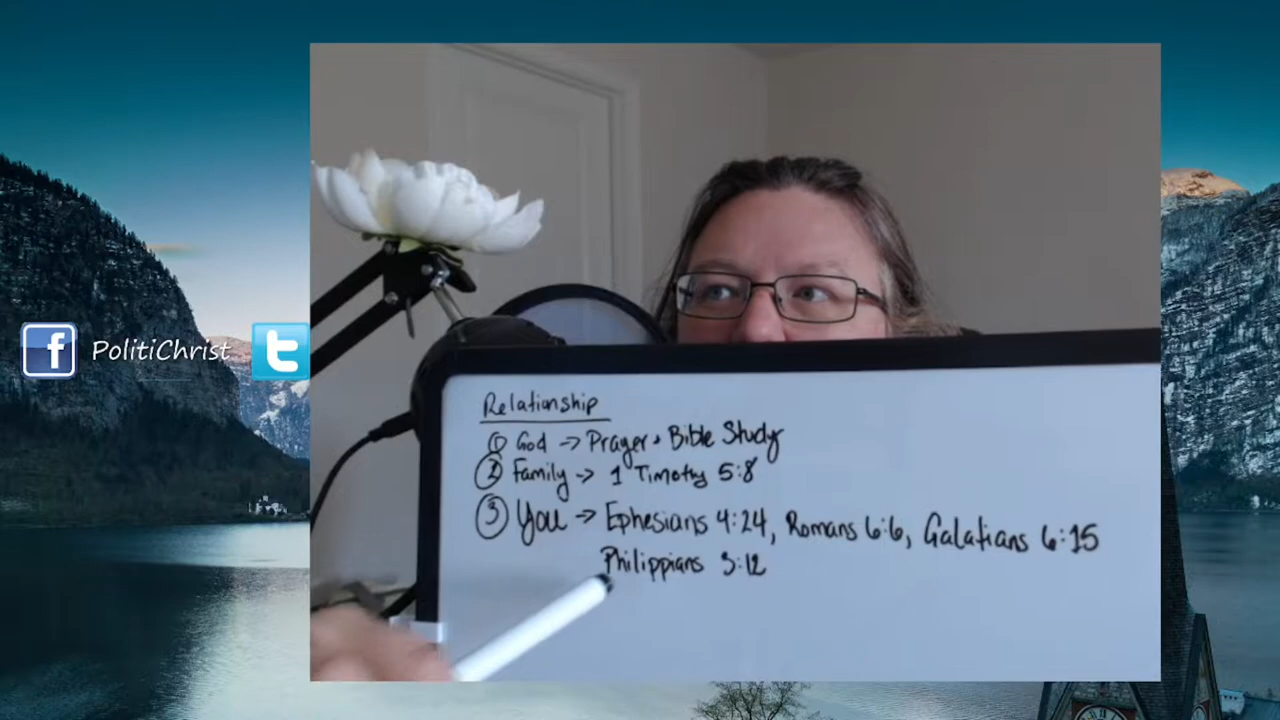 f PolitiChrist t
Relationship
① God -> Prayer + Bible Study
② Family -> 1 Timothy 5:8
③ You -> Ephesians 4:24, Romans 6:6, Galatians 6:15
Philippians 3:12